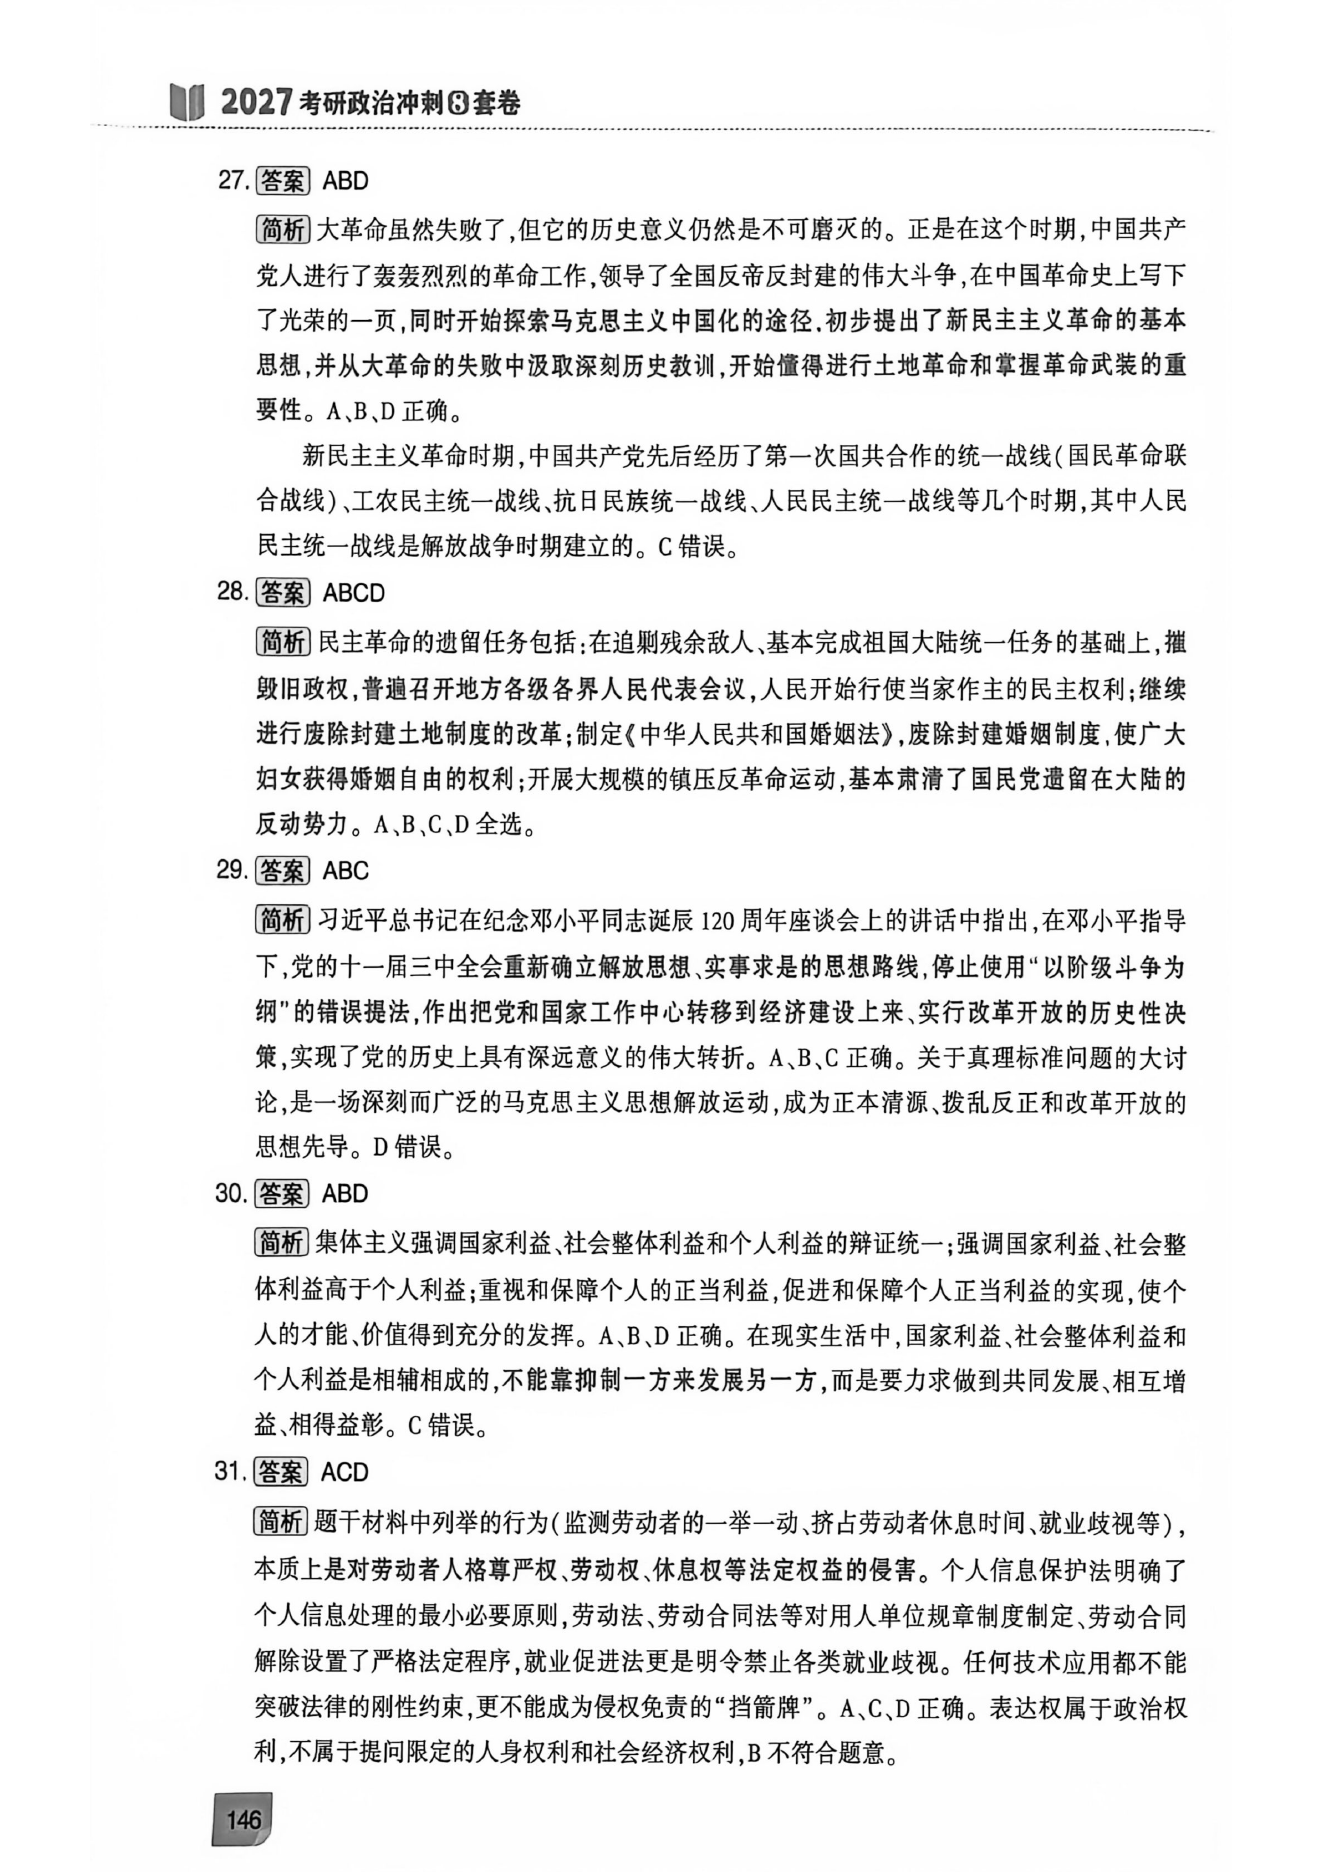 2027考研政治冲刺8套卷
27. 答案 ABD
简析 大革命虽然失败了,但它的历史意义仍然是不可磨灭的。正是在这个时期,中国共产
党人进行了轰轰烈烈的革命工作,领导了全国反帝反封建的伟大斗争,在中国革命史上写下
了光荣的一页,同时开始探索马克思主义中国化的途径,初步提出了新民主主义革命的基本
思想,并从大革命的失败中汲取深刻历史教训,开始懂得进行土地革命和掌握革命武装的重
要性。A、B、D 正确。
新民主主义革命时期,中国共产党先后经历了第一次国共合作的统一战线(国民革命联
合战线)、工农民主统一战线、抗日民族统一战线、人民民主统一战线等几个时期,其中人民
民主统一战线是解放战争时期建立的。C 错误。
28. 答案 ABCD
简析 民主革命的遗留任务包括:在追剿残余敌人、基本完成祖国大陆统一任务的基础上,摧
毁旧政权,普遍召开地方各级各界人民代表会议,人民开始行使当家作主的民主权利;继续
进行废除封建土地制度的改革;制定《中华人民共和国婚姻法》,废除封建婚姻制度,使广大
妇女获得婚姻自由的权利;开展大规模的镇压反革命运动,基本肃清了国民党遗留在大陆的
反动势力。A、B、C、D 全选。
29. 答案 ABC
简析 习近平总书记在纪念邓小平同志诞辰 120 周年座谈会上的讲话中指出,在邓小平指导
下,党的十一届三中全会重新确立解放思想、实事求是的思想路线,停止使用“以阶级斗争为
纲”的错误提法,作出把党和国家工作中心转移到经济建设上来、实行改革开放的历史性决
策,实现了党的历史上具有深远意义的伟大转折。A、B、C 正确。关于真理标准问题的大讨
论,是一场深刻而广泛的马克思主义思想解放运动,成为正本清源、拨乱反正和改革开放的
思想先导。D 错误。
30. 答案 ABD
简析 集体主义强调国家利益、社会整体利益和个人利益的辩证统一;强调国家利益、社会整
体利益高于个人利益;重视和保障个人的正当利益,促进和保障个人正当利益的实现,使个
人的才能、价值得到充分的发挥。A、B、D 正确。在现实生活中,国家利益、社会整体利益和
个人利益是相辅相成的,不能靠抑制一方来发展另一方,而是要力求做到共同发展、相互增
益、相得益彰。C 错误。
31. 答案 ACD
简析 题干材料中列举的行为(监测劳动者的一举一动、挤占劳动者休息时间、就业歧视等),
本质上是对劳动者人格尊严权、劳动权、休息权等法定权益的侵害。个人信息保护法明确了
个人信息处理的最小必要原则,劳动法、劳动合同法等对用人单位规章制度制定、劳动合同
解除设置了严格法定程序,就业促进法更是明令禁止各类就业歧视。任何技术应用都不能
突破法律的刚性约束,更不能成为侵权免责的“挡箭牌”。A、C、D 正确。表达权属于政治权
利,不属于提问限定的人身权利和社会经济权利,B 不符合题意。
146